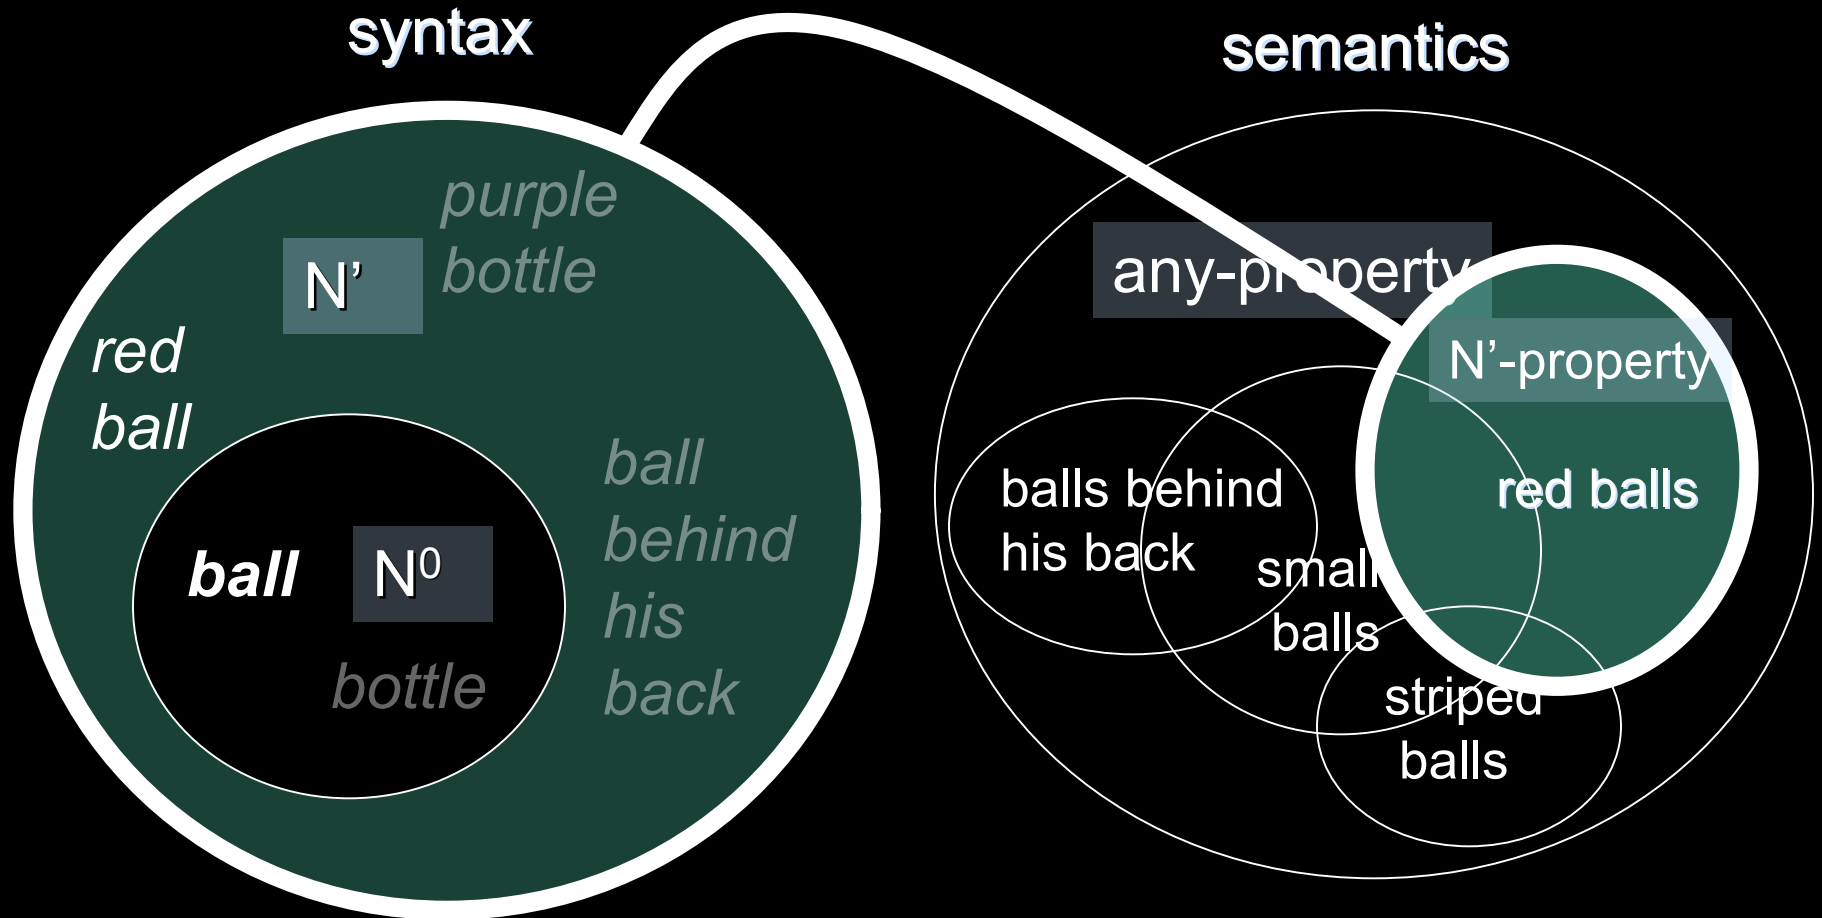 syntax
purple
bottle
N’
red
ball
ball
behind
his
back
ball
N⁰
bottle
semantics
any-property
N’-property
balls behind
his back
red balls
small
balls
striped
balls